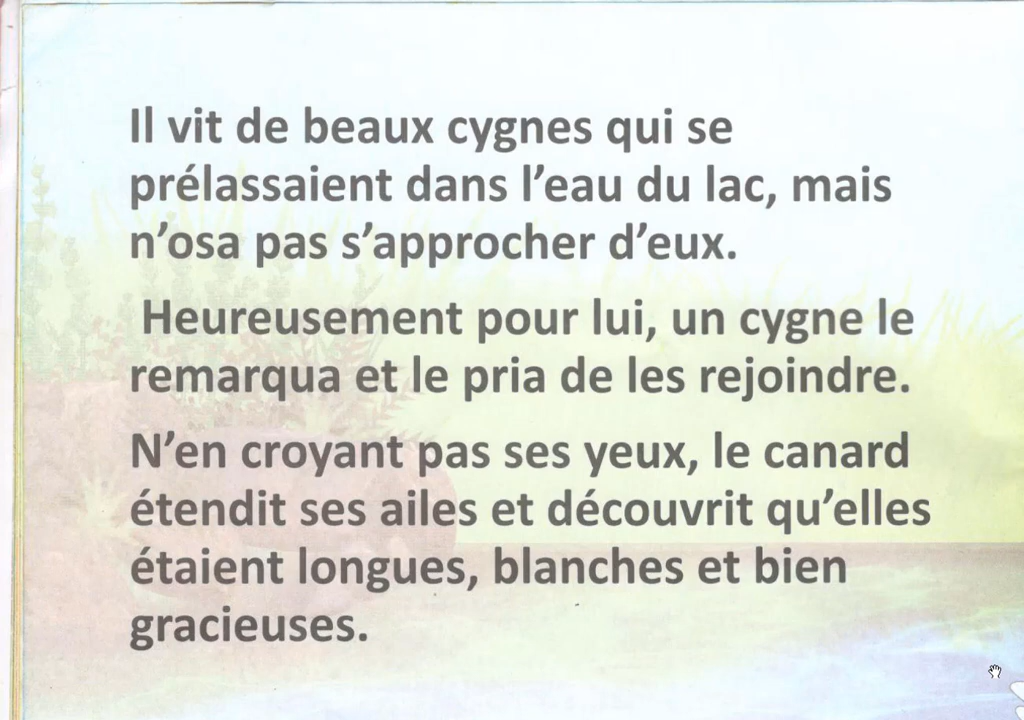 Il vit de beaux cygnes qui se
prélassaient dans l’eau du lac, mais
n’osa pas s’approcher d’eux.
Heureusement pour lui, un cygne le
remarqua et le pria de les rejoindre.
N’en croyant pas ses yeux, le canard
étendit ses ailes et découvrit qu’elles
étaient longues, blanches et bien
gracieuses.